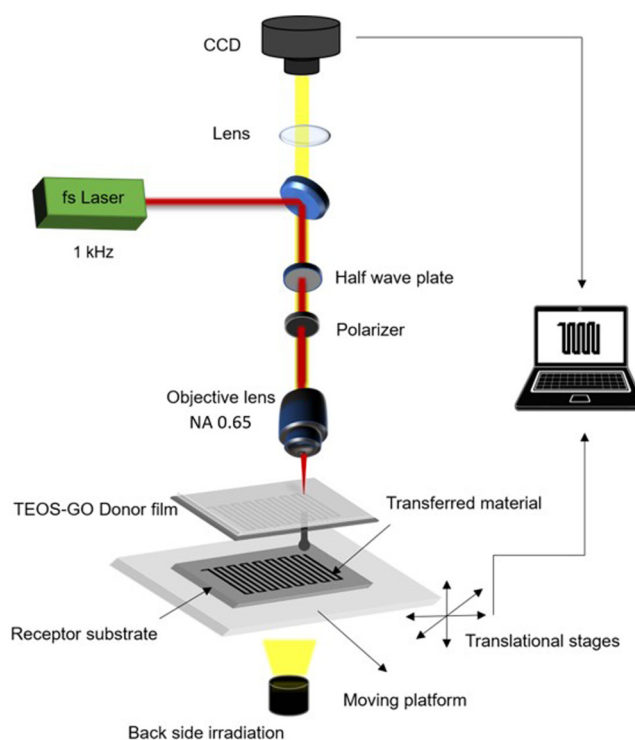 CCD
Lens
fs Laser
1 kHz
Half wave plate
Polarizer
Objective lens
NA 0.65
TEOS-GO Donor film
Transferred material
Receptor substrate
Translational stages
Moving platform
Back side irradiation